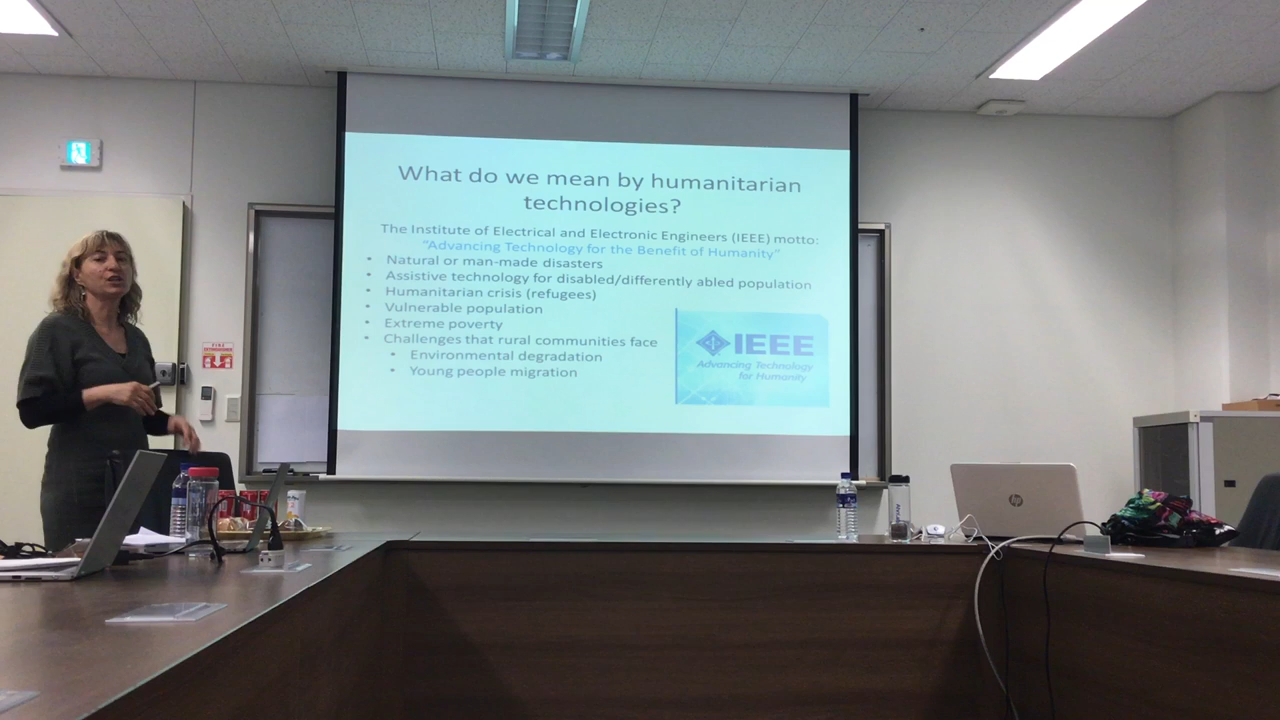 What do we mean by humanitarian
technologies?
The Institute of Electrical and Electronic Engineers (IEEE) motto:
“Advancing Technology for the Benefit of Humanity”
• Natural or man-made disasters
• Assistive technology for disabled/differently abled population
• Humanitarian crisis (refugees)
• Vulnerable population
• Extreme poverty
• Challenges that rural communities face
• Environmental degradation
• Young people migration
IEEE
Advancing Technology
for Humanity
FIRE
hp